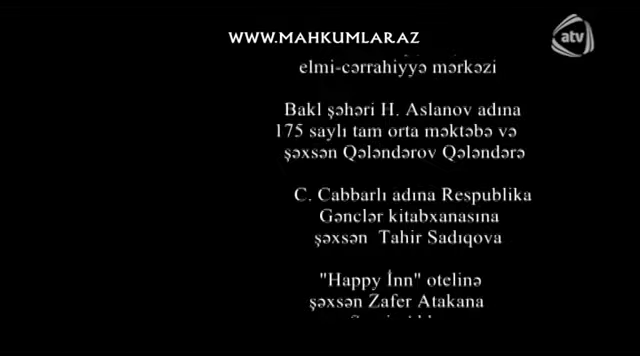 WWW.MAHKUMLAR.AZ
atv
elmi-cərrahiyyə mərkəzi
Bakl şəhəri H. Aslanov adına
175 saylı tam orta məktəbə və
şəxsən Qələndərov Qələndərə
C. Cabbarlı adına Respublika
Gənclər kitabxanasına
şəxsən Tahir Sadıqova
"Happy İnn" otelinə
şəxsən Zafer Atakana